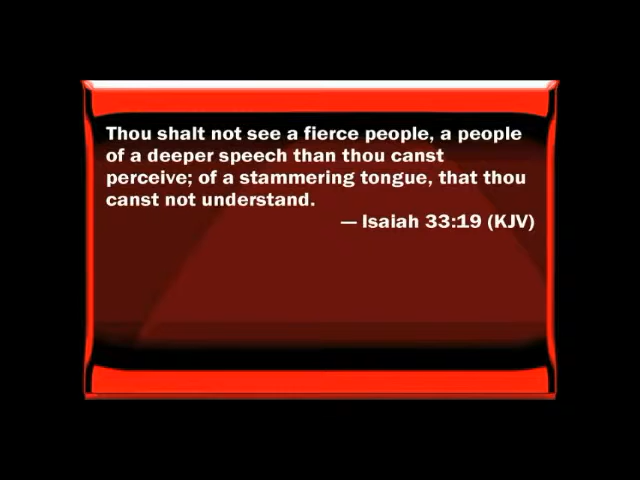 Thou shalt not see a fierce people, a people
of a deeper speech than thou canst
perceive; of a stammering tongue, that thou
canst not understand.
— Isaiah 33:19 (KJV)